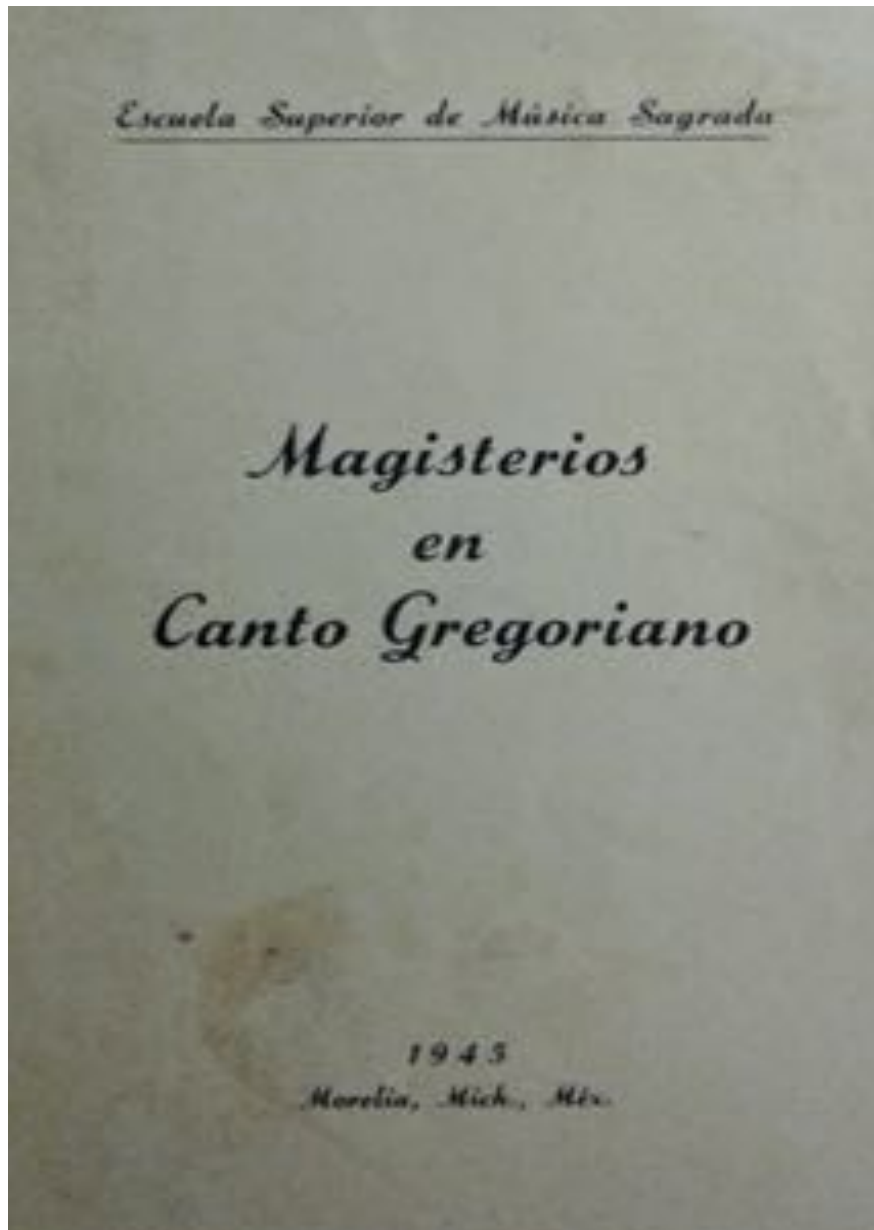 Escuela Superior de Música Sagrada
Magisterios
en
Canto Gregoriano
1945
Morelia, Mich., Méx.